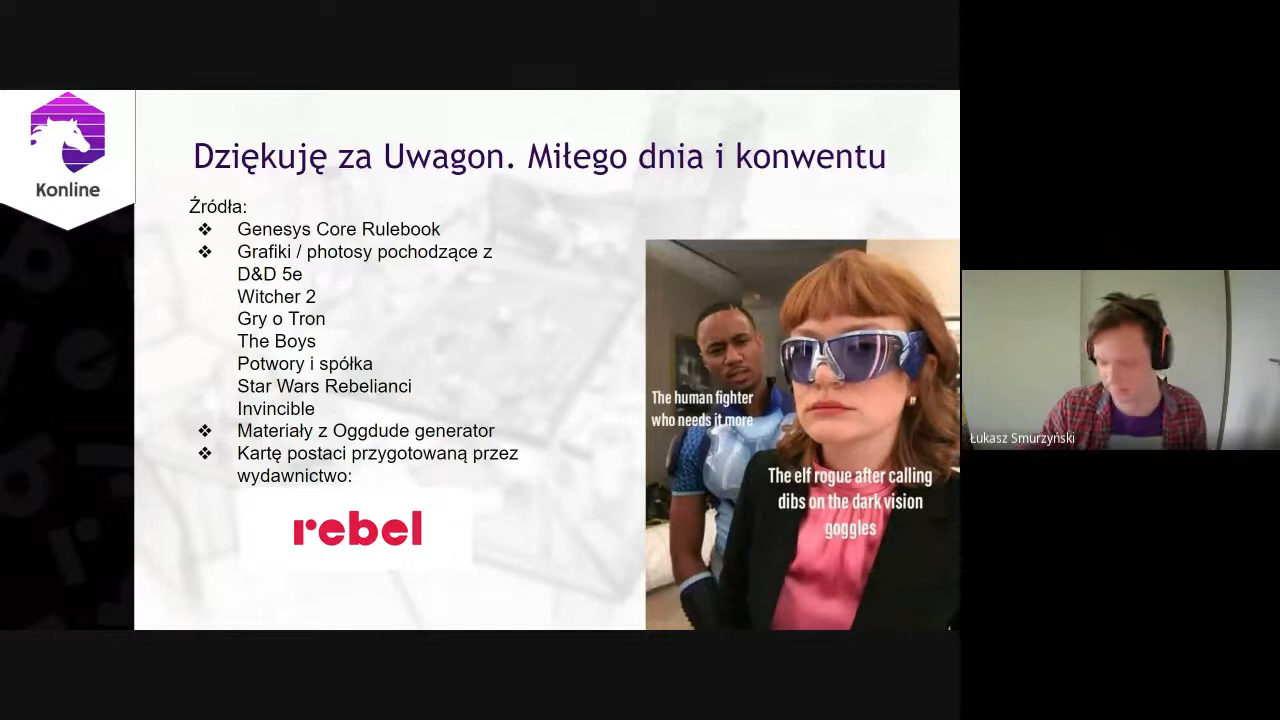 Konline
Dziękuję za Uwagon. Miłego dnia i konwentu
Źródła:
❖ Genesys Core Rulebook
❖ Grafiki / photosy pochodzące z
D&D 5e
Witcher 2
Gry o Tron
The Boys
Potwory i spółka
Star Wars Rebelianci
Invincible
❖ Materiały z Oggdude generator
❖ Kartę postaci przygotowaną przez
wydawnictwo:
rebel
The human fighter
who needs it more
The elf rogue after calling
dibs on the dark vision
goggles
Łukasz Smurzyński